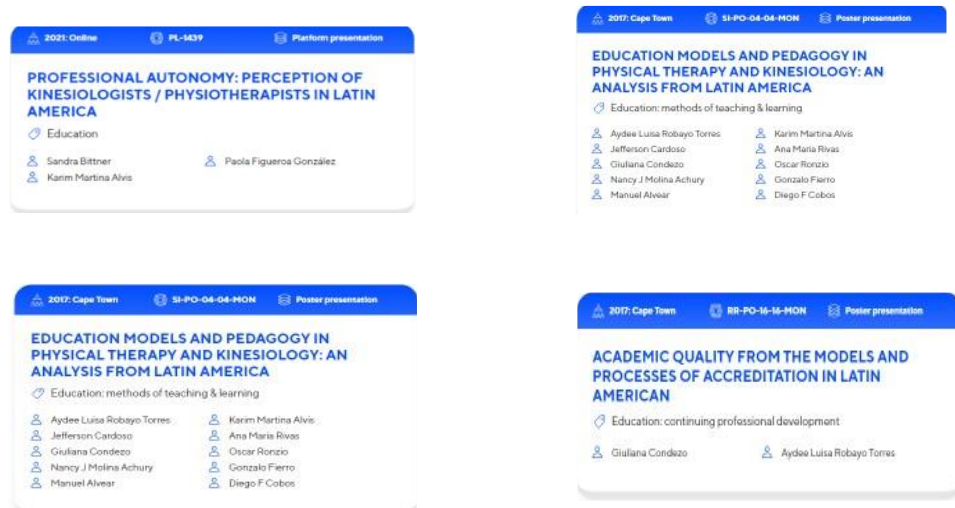 2021: Online PL-1439 Platform presentation
PROFESSIONAL AUTONOMY: PERCEPTION OF
KINESIOLOGISTS / PHYSIOTHERAPISTS IN LATIN
AMERICA
Education
Sandra Bittner Paola Figueroa González
Karim Martina Alvis
2017: Cape Town SI-PO-04-04-MON Poster presentation
EDUCATION MODELS AND PEDAGOGY IN
PHYSICAL THERAPY AND KINESIOLOGY: AN
ANALYSIS FROM LATIN AMERICA
Education: methods of teaching & learning
Aydee Luisa Robayo Torres Karim Martina Alvis
Jefferson Cardoso Ana Maria Rivas
Giuliana Condezo Oscar Ronzio
Nancy J Molina Achury Gonzalo Fierro
Manuel Alvear Diego F Cobos
2017: Cape Town SI-PO-04-04-MON Poster presentation
EDUCATION MODELS AND PEDAGOGY IN
PHYSICAL THERAPY AND KINESIOLOGY: AN
ANALYSIS FROM LATIN AMERICA
Education: methods of teaching & learning
Aydee Luisa Robayo Torres Karim Martina Alvis
Jefferson Cardoso Ana Maria Rivas
Giuliana Condezo Oscar Ronzio
Nancy J Molina Achury Gonzalo Fierro
Manuel Alvear Diego F Cobos
2017: Cape Town RR-PO-16-16-MON Poster presentation
ACADEMIC QUALITY FROM THE MODELS AND
PROCESSES OF ACCREDITATION IN LATIN
AMERICAN
Education: continuing professional development
Giuliana Condezo Aydee Luisa Robayo Torres